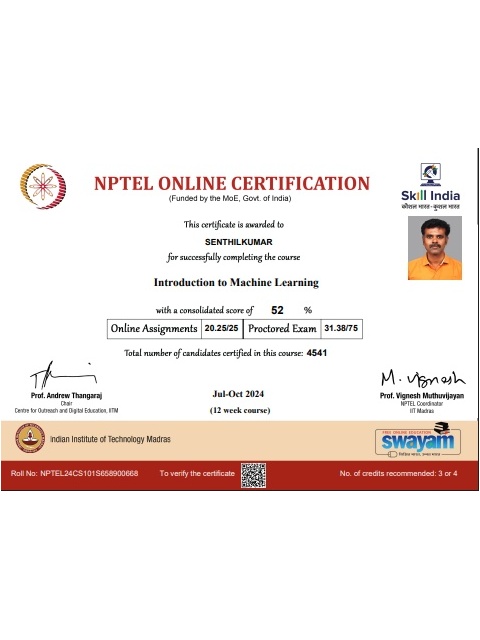 NPTEL ONLINE CERTIFICATION
(Funded by the MoE, Govt. of India)
Skill India
कौशल भारत - कुशल भारत
This certificate is awarded to
SENTHILKUMAR
for successfully completing the course
Introduction to Machine Learning
with a consolidated score of 52 %
Online Assignments 20.25/25 Proctored Exam 31.38/75
Total number of candidates certified in this course: 4541
M. Vignesh
Prof. Andrew Thangaraj
Chair
Centre for Outreach and Digital Education, IITM
Jul-Oct 2024
(12 week course)
Prof. Vignesh Muthuvijayan
NPTEL Coordinator
IIT Madras
Indian Institute of Technology Madras
FREE ONLINE EDUCATION
swayam
शिक्षित भारत, उन्नत भारत
Roll No: NPTEL24CS101S658900668 To verify the certificate No. of credits recommended: 3 or 4